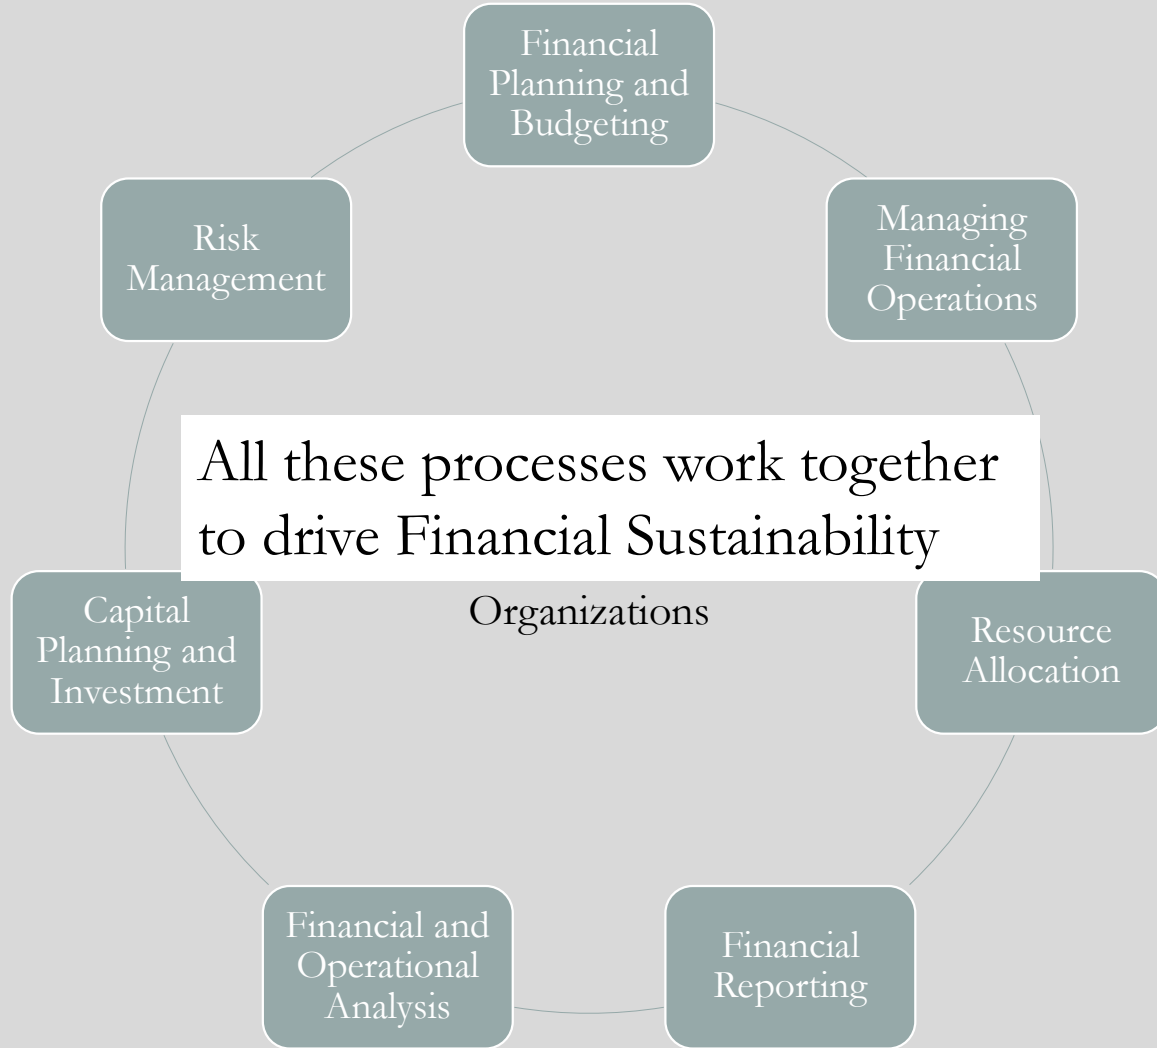 Financial
Planning and
Budgeting
Risk
Management
Managing
Financial
Operations
All these processes work together
to drive Financial Sustainability
Organizations
Capital
Planning and
Investment
Resource
Allocation
Financial and
Operational
Analysis
Financial
Reporting